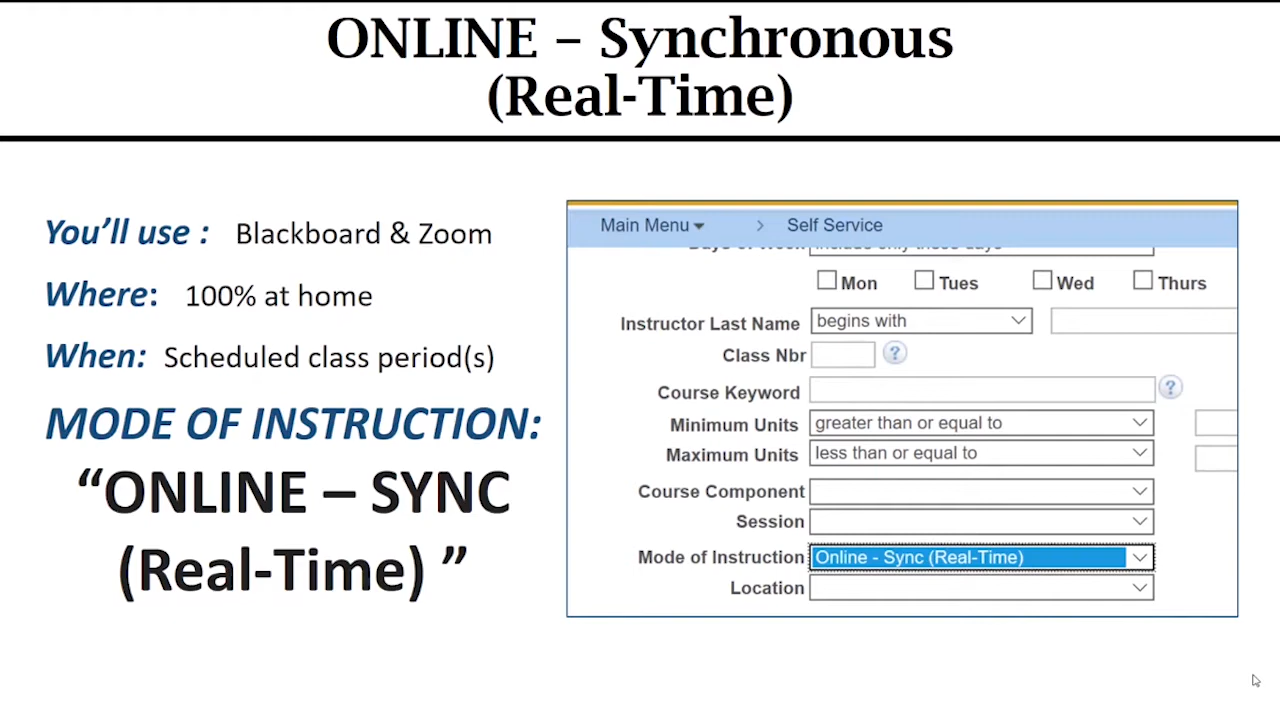 ONLINE – Synchronous
(Real-Time)
You’ll use :   Blackboard & Zoom
Where:   100% at home
When:  Scheduled class period(s)
MODE OF INSTRUCTION:
“ONLINE – SYNC
(Real-Time) ”
Main Menu > Self Service
Mon Tues Wed Thurs
Instructor Last Name begins with
Class Nbr ?
Course Keyword ?
Minimum Units greater than or equal to
Maximum Units less than or equal to
Course Component
Session
Mode of Instruction Online - Sync (Real-Time)
Location